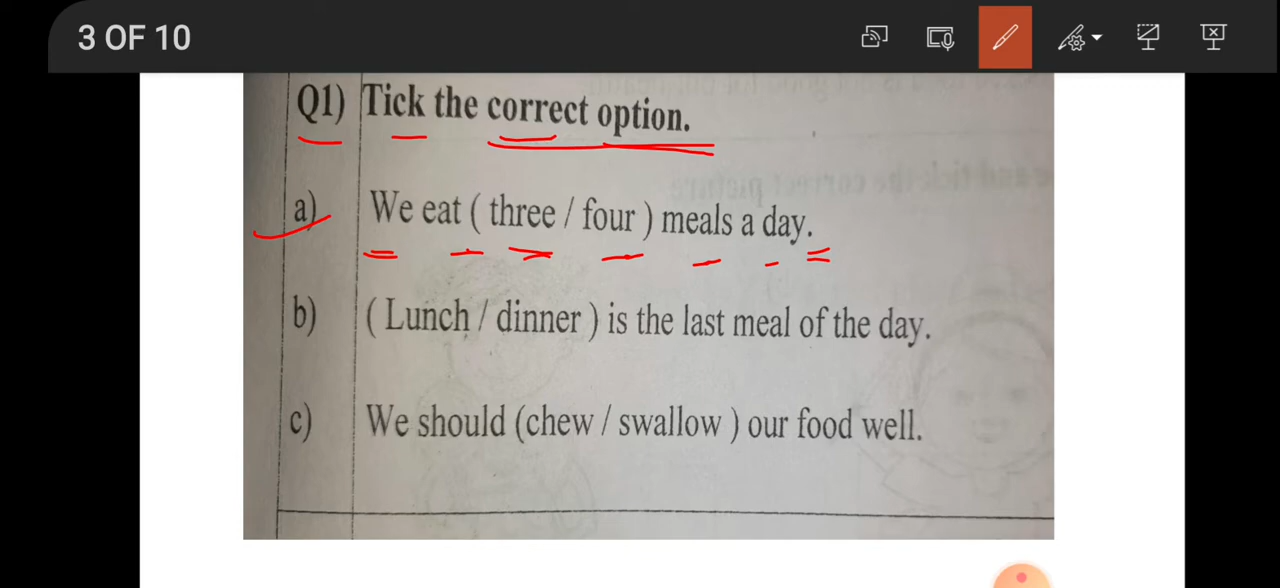 3 OF 10
Q1) Tick the correct option.
a) We eat ( three / four ) meals a day.
b) ( Lunch / dinner ) is the last meal of the day.
c) We should (chew / swallow ) our food well.